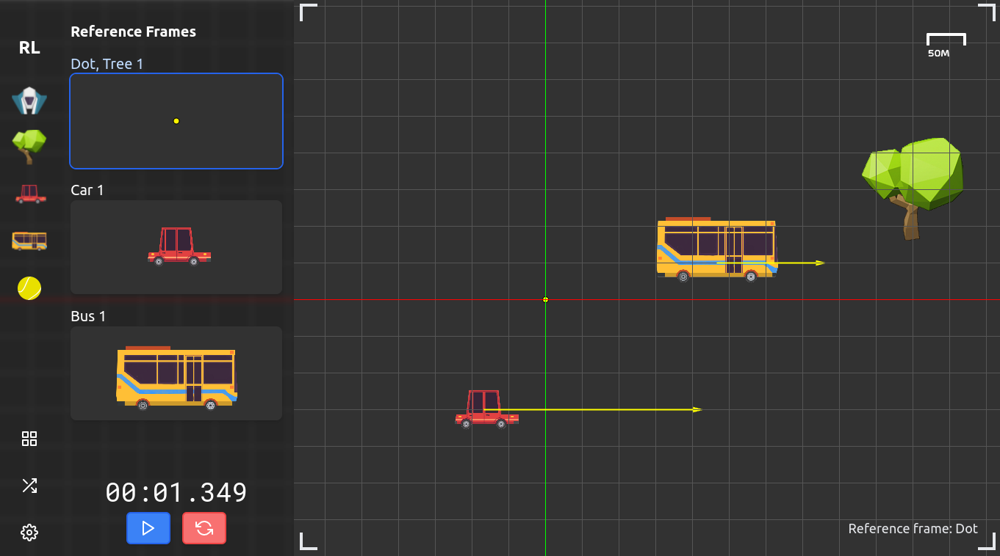 RL
Reference Frames
Dot, Tree 1
Car 1
Bus 1
00:01.349
50M
Reference frame: Dot